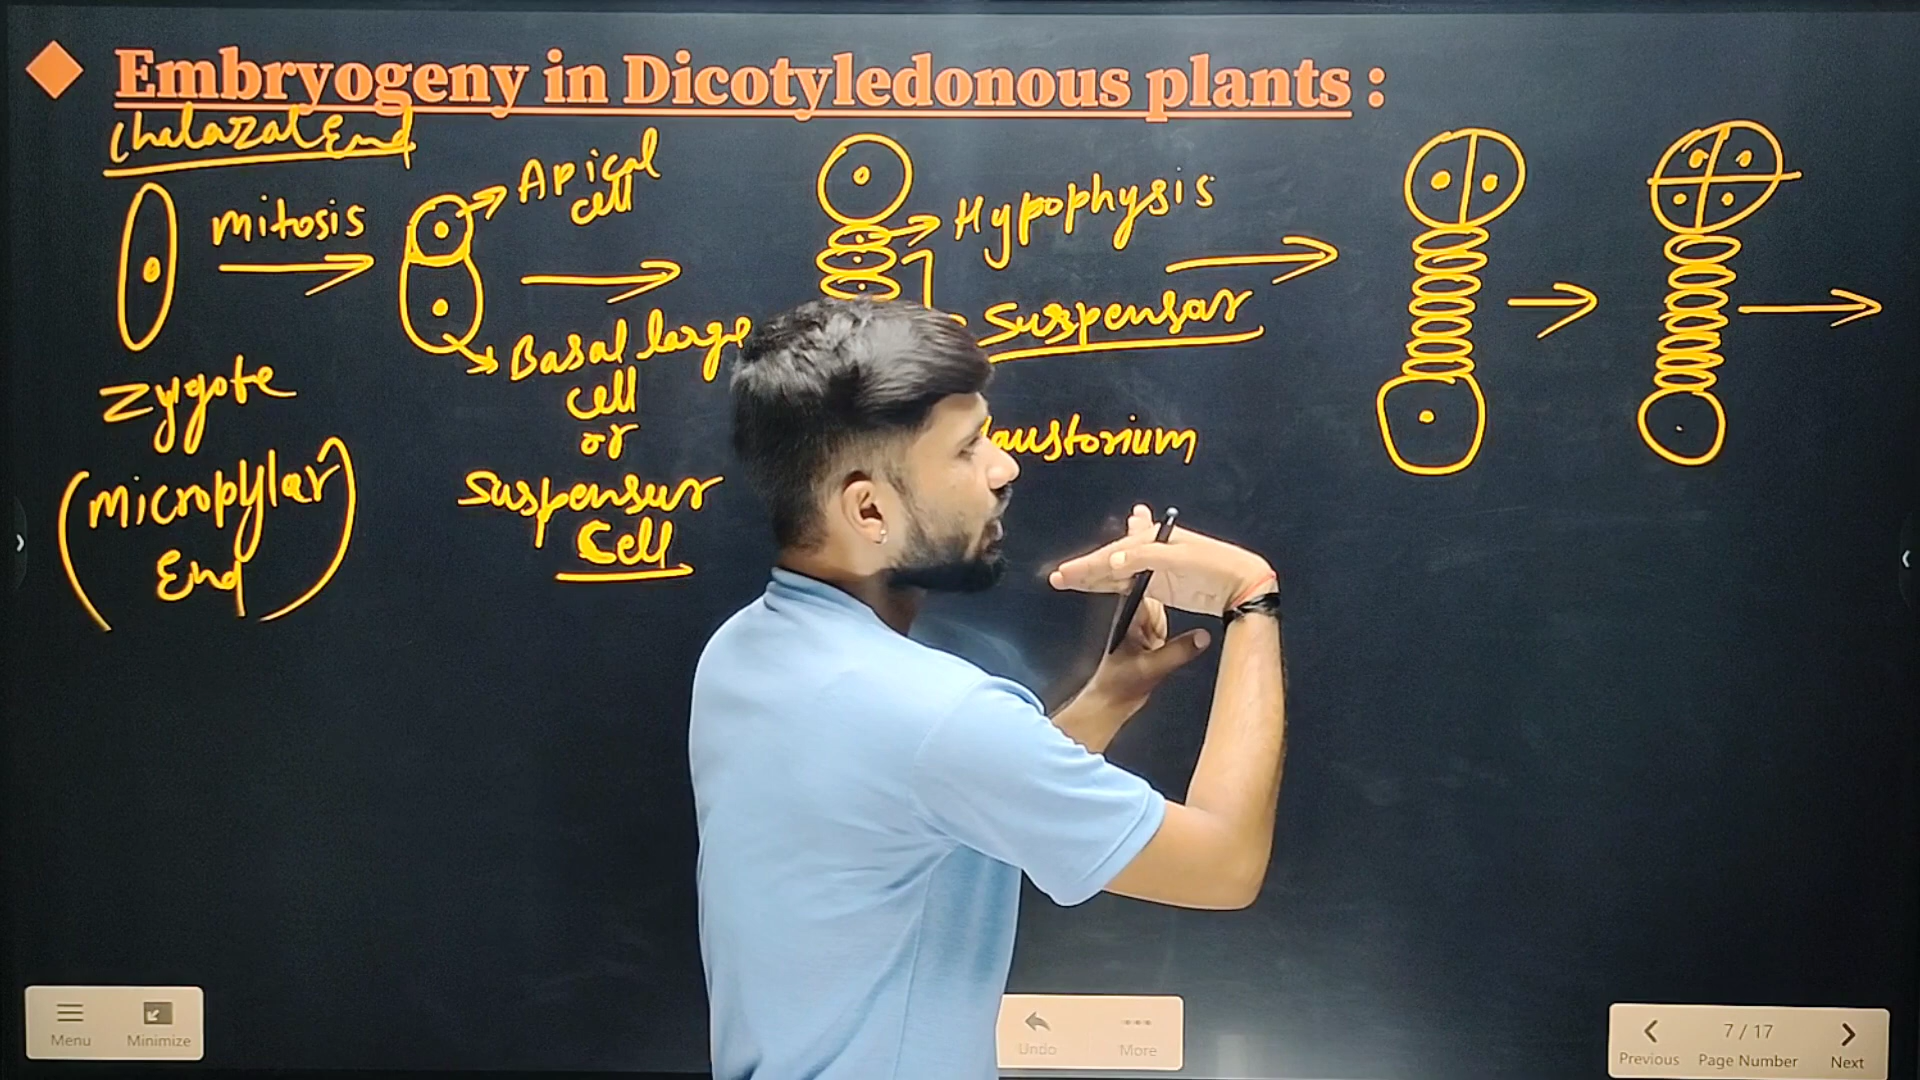 Embryogeny in Dicotyledonous plants :
Chalazal End
mitosis
Zygote
(micropylar
End)
Apical
cell
Basal large
cell
or
Suspensor
Cell
Hypophysis
Suspensor
Menu
Minimize
Undo
More
7 / 17
Previous
Page Number
Next